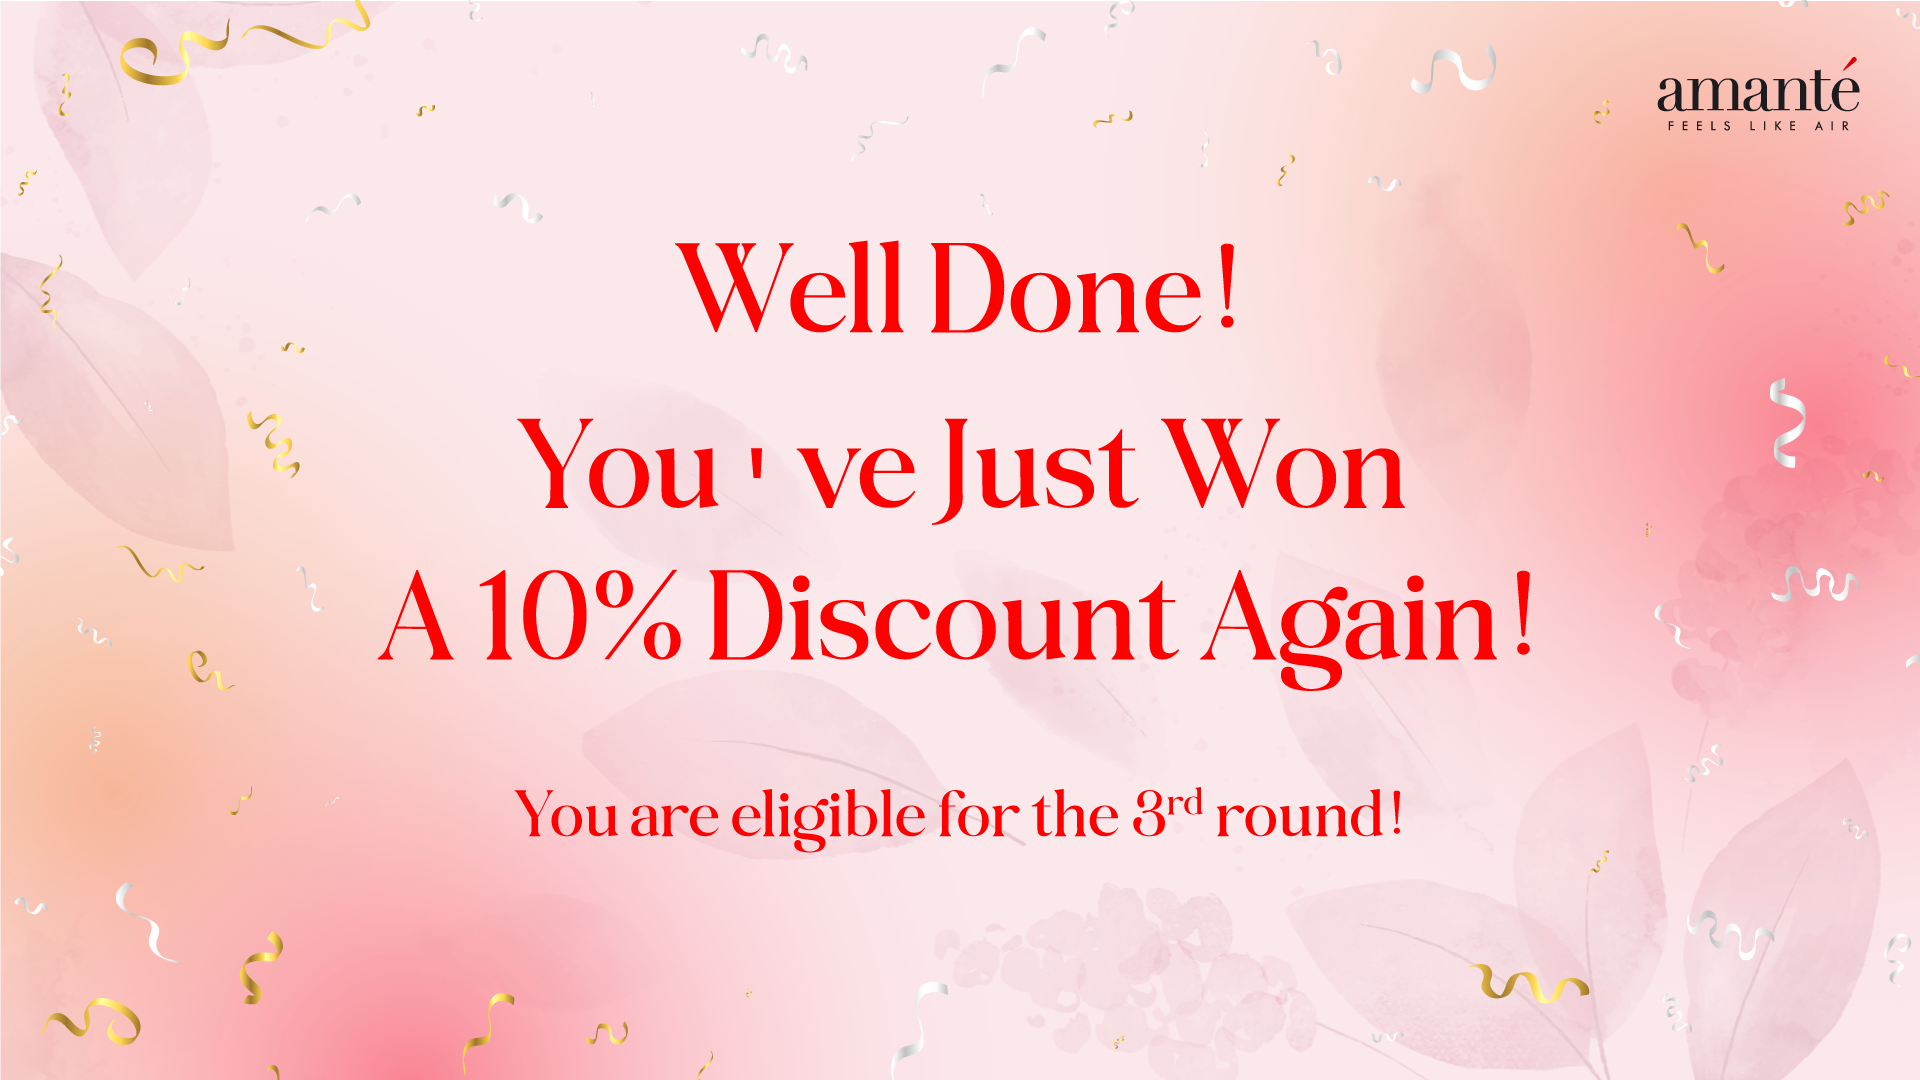 amanté
FEELS LIKE AIR
Well Done!
You've Just Won
A 10% Discount Again!
You are eligible for the 3rd round!